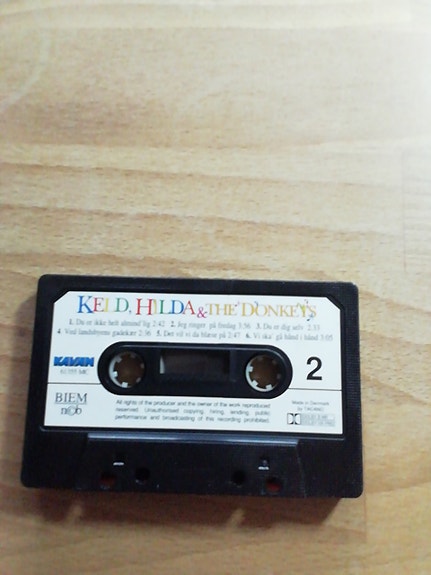 KELD, HILDA & THE DONKEYS
1. Du er ikke helt almind'lig 2:42 2. Jeg ringer på fredag 3:56 3. Du er dig selv 2:33
4. Ved landsbyens gadekær 2:36 5. Det vil vi da blæse på 2:47 6. Vi ska' gå hånd i hånd 3:05
MC
2
BIEM
n©b
All rights of the producer and the owner of the work reproduced
reserved. Unauthorised copying, hiring, lending, public
performance and broadcasting of this recording prohibited.
Made in Denmark
by